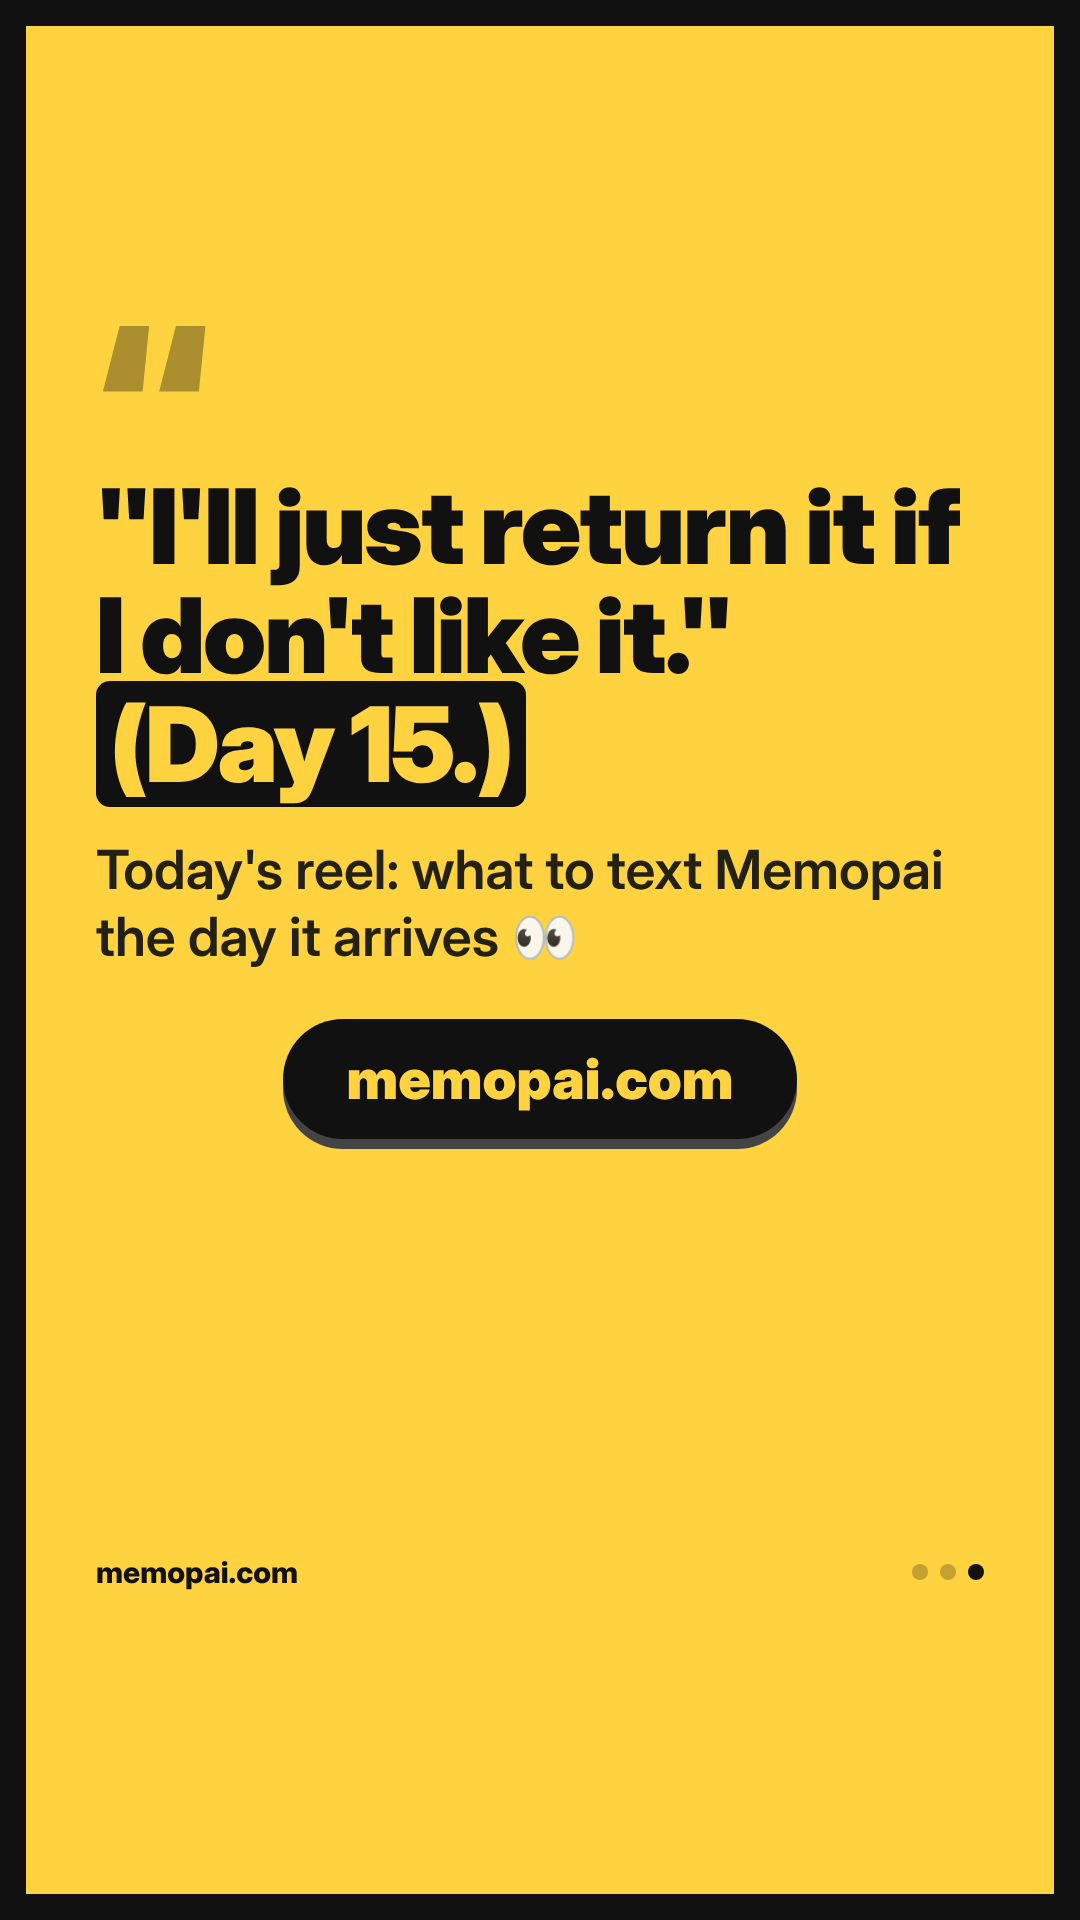 “
"I'll just return it if
I don't like it."
(Day 15.)
Today's reel: what to text Memopai
the day it arrives 👀
memopai.com
memopai.com